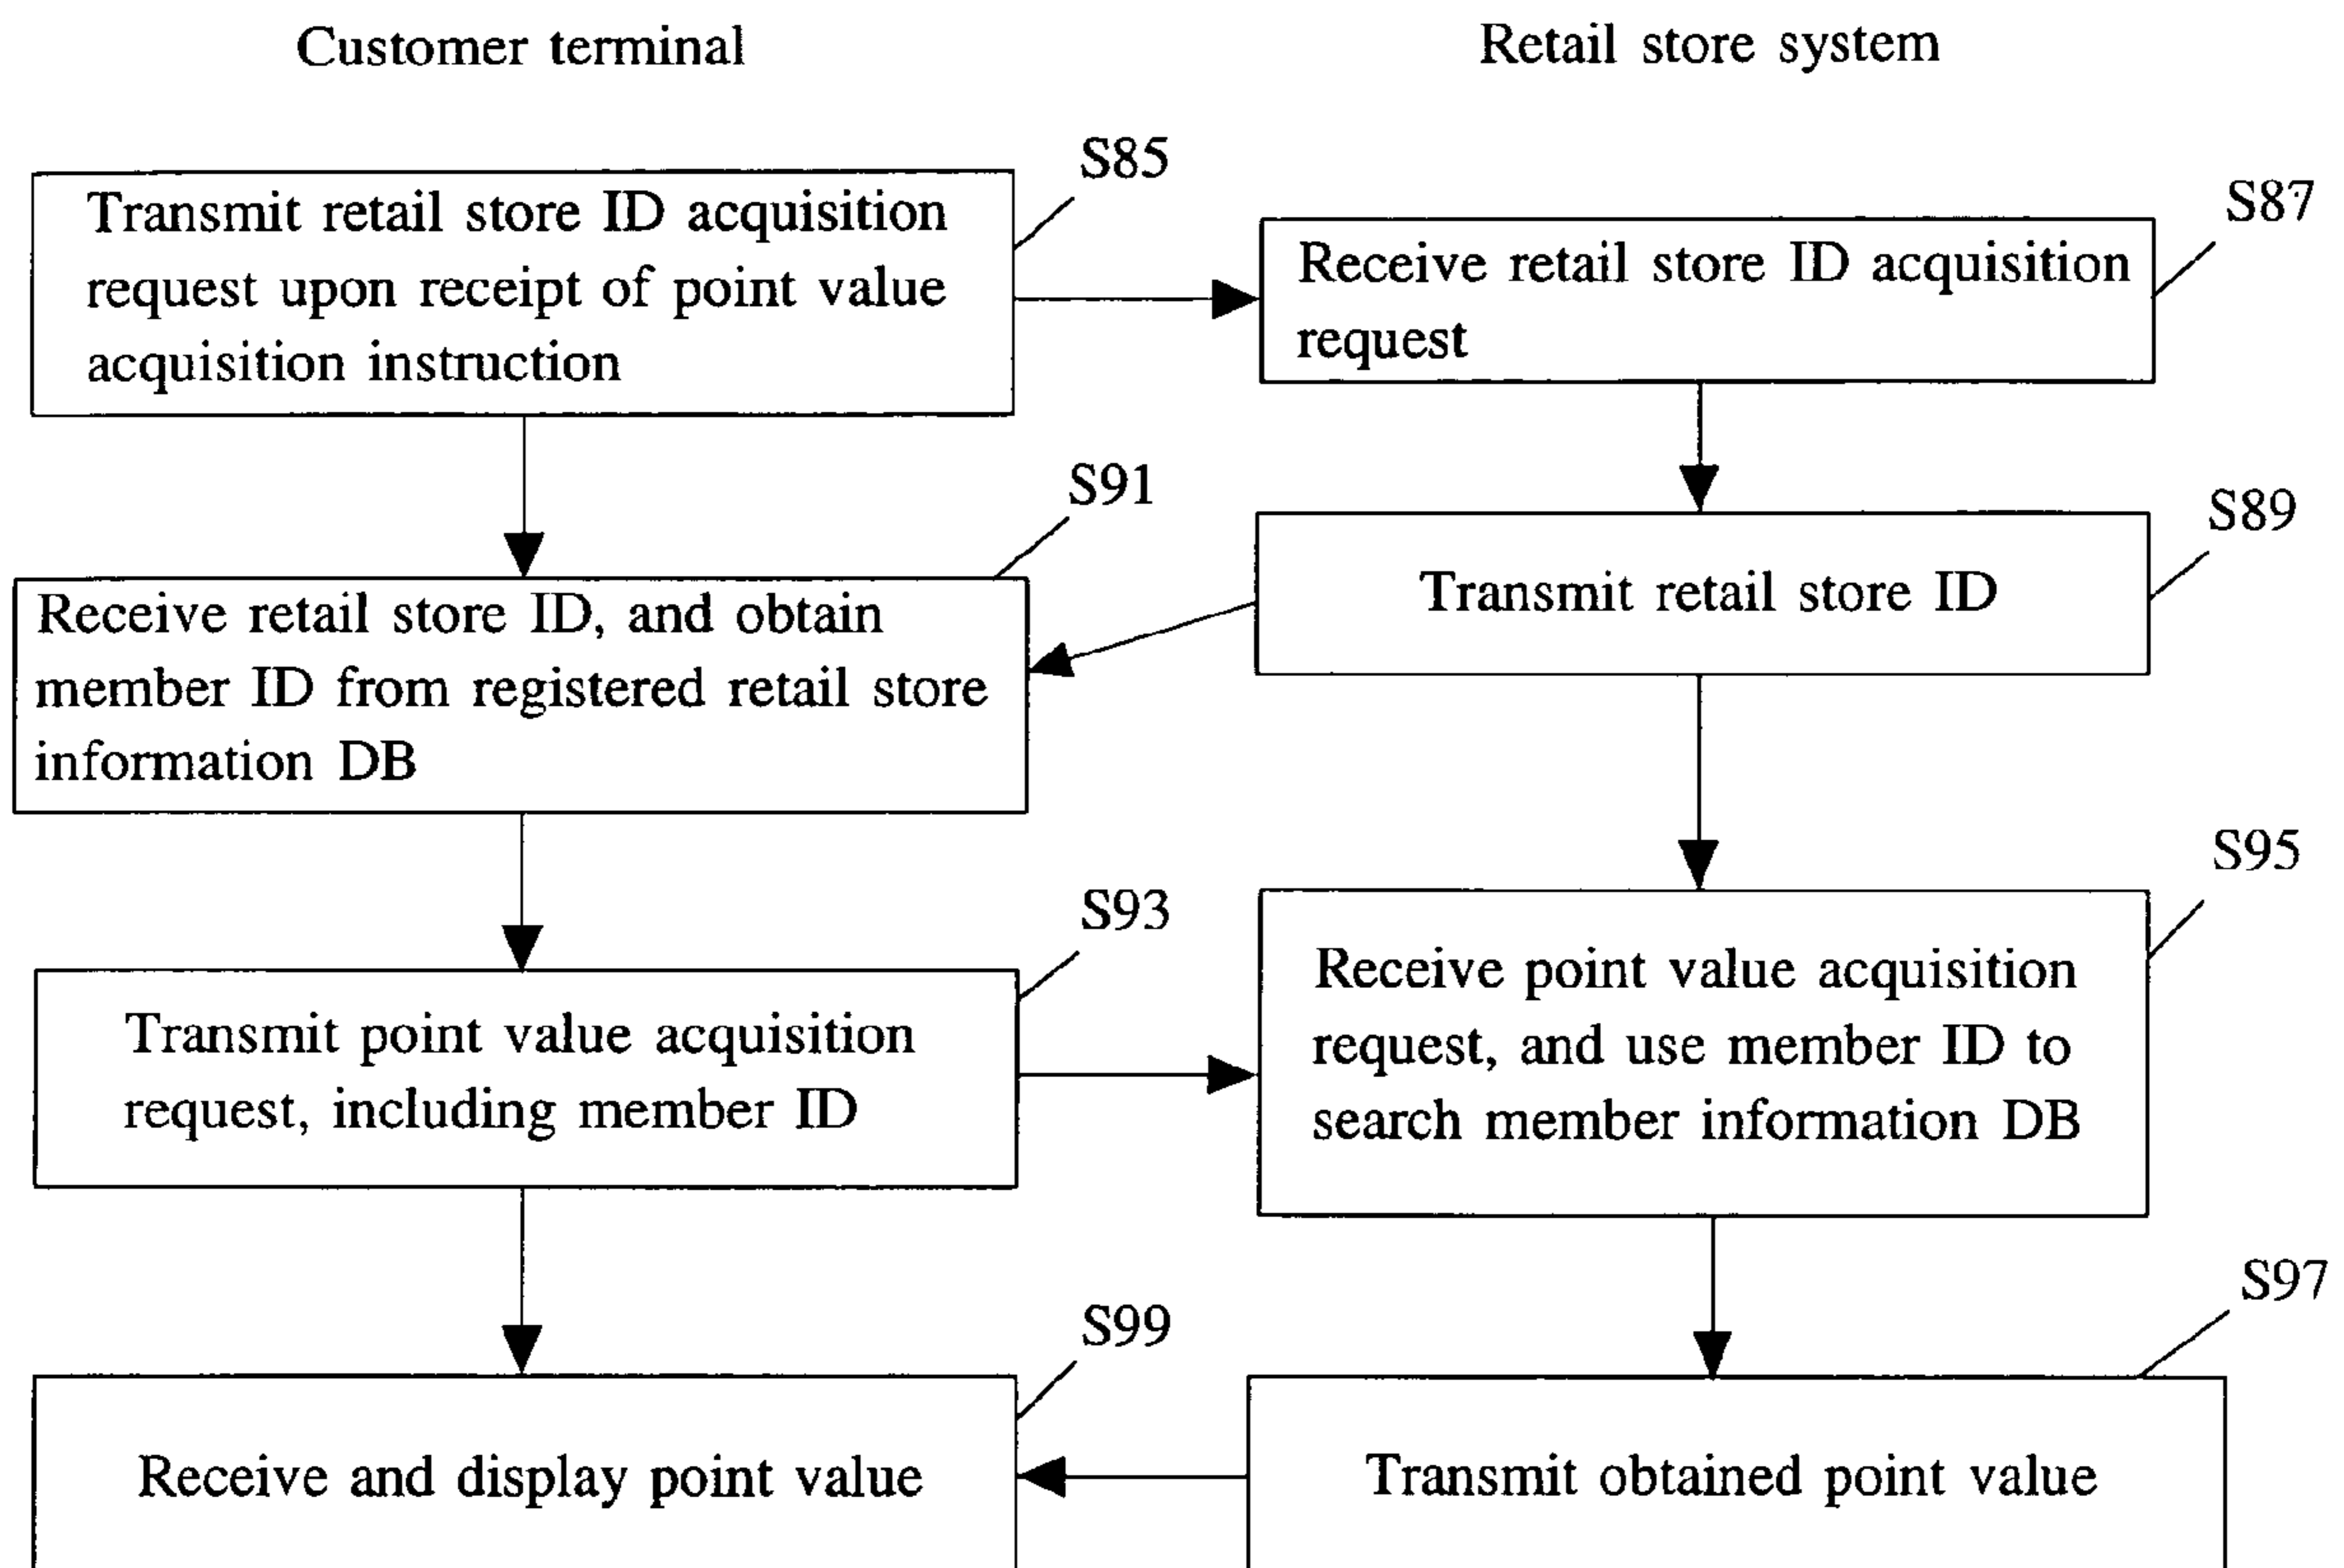 Customer terminal
Retail store system
S85
Transmit retail store ID acquisition
request upon receipt of point value
acquisition instruction
S87
Receive retail store ID acquisition
request
S91
Receive retail store ID, and obtain
member ID from registered retail store
information DB
S89
Transmit retail store ID
S93
Transmit point value acquisition
request, including member ID
S95
Receive point value acquisition
request, and use member ID to
search member information DB
S99
Receive and display point value
S97
Transmit obtained point value